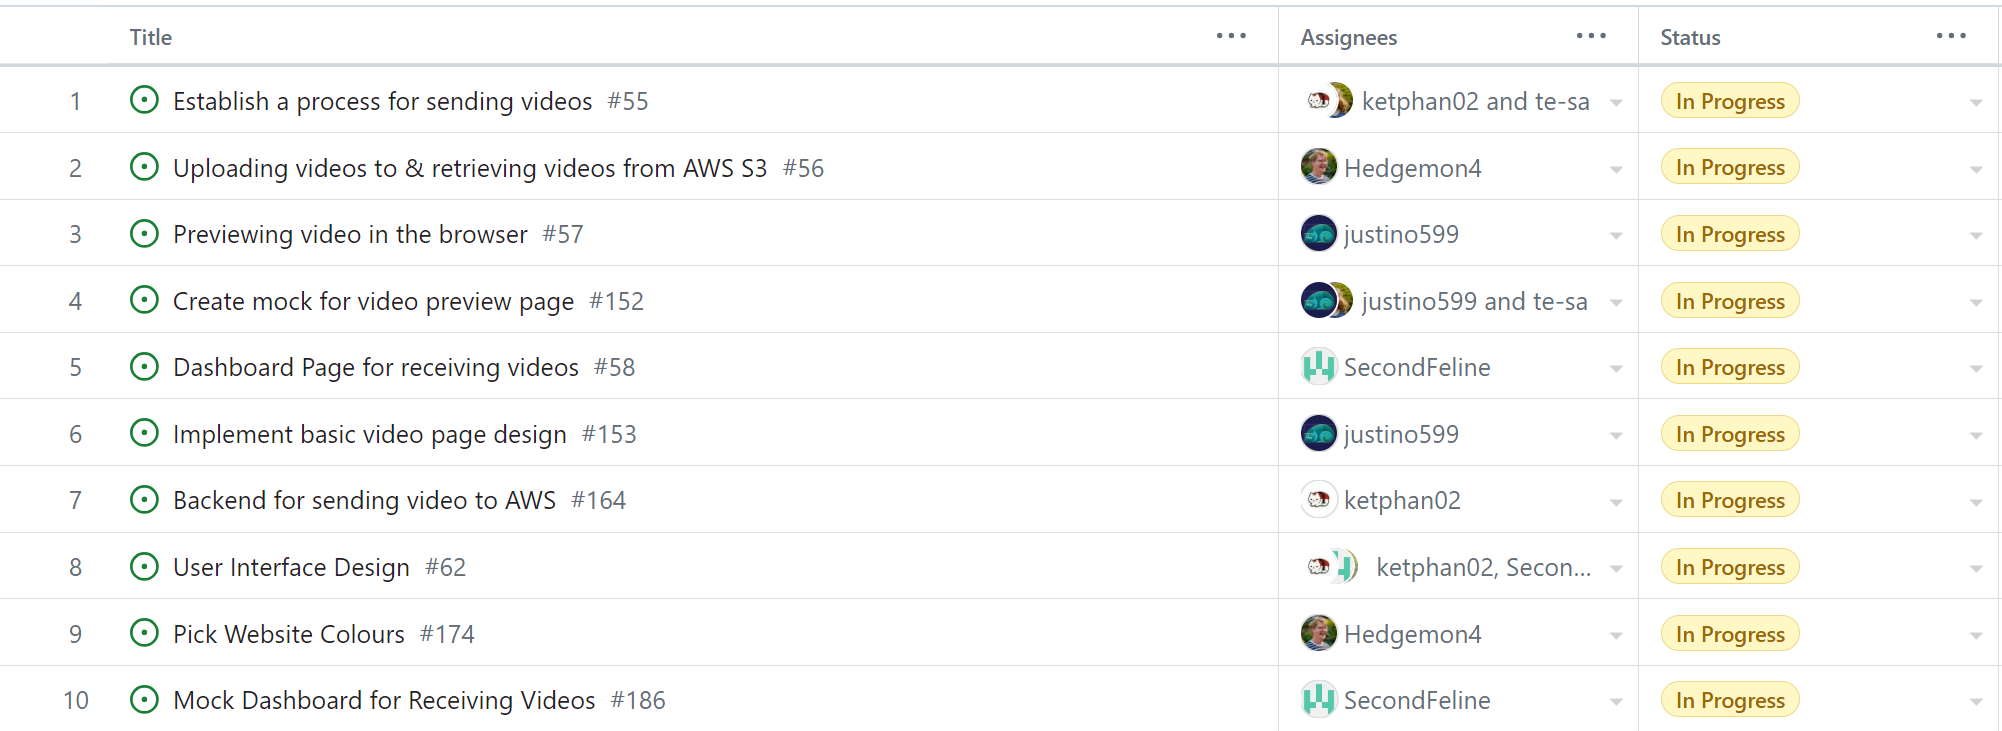 Title ... Assignees ... Status ...
1 Establish a process for sending videos #55 ketphan02 and te-sa In Progress
2 Uploading videos to & retrieving videos from AWS S3 #56 Hedgemon4 In Progress
3 Previewing video in the browser #57 justino599 In Progress
4 Create mock for video preview page #152 justino599 and te-sa In Progress
5 Dashboard Page for receiving videos #58 SecondFeline In Progress
6 Implement basic video page design #153 justino599 In Progress
7 Backend for sending video to AWS #164 ketphan02 In Progress
8 User Interface Design #62 ketphan02, Secon... In Progress
9 Pick Website Colours #174 Hedgemon4 In Progress
10 Mock Dashboard for Receiving Videos #186 SecondFeline In Progress